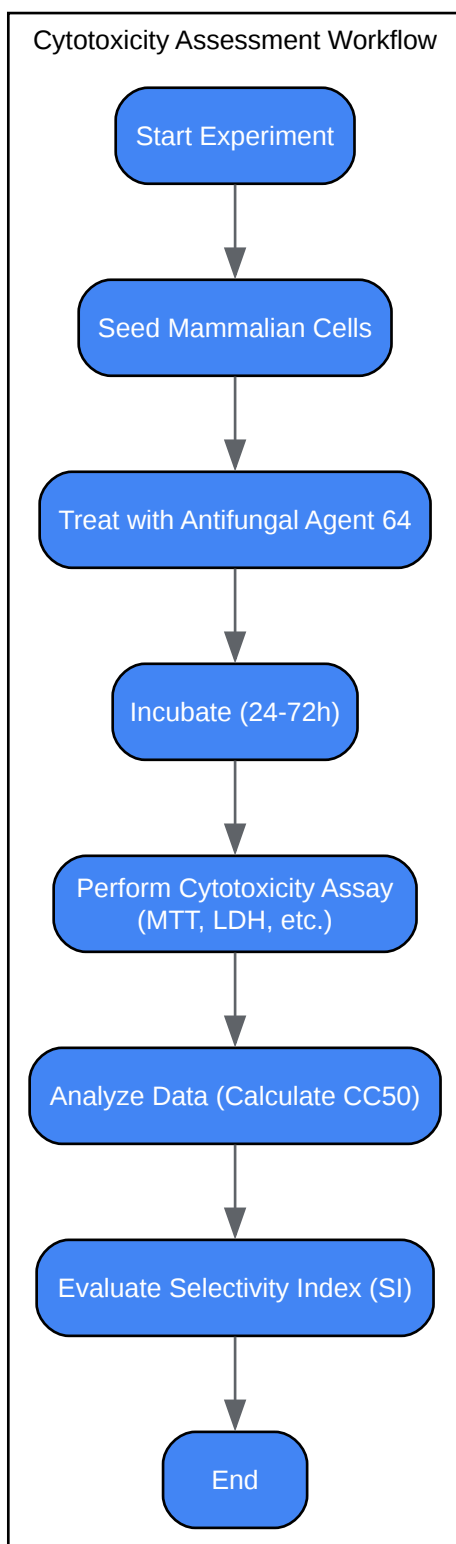 Cytotoxicity Assessment Workflow
Start Experiment
Seed Mammalian Cells
Treat with Antifungal Agent 64
Incubate (24-72h)
Perform Cytotoxicity Assay
(MTT, LDH, etc.)
Analyze Data (Calculate CC50)
Evaluate Selectivity Index (SI)
End